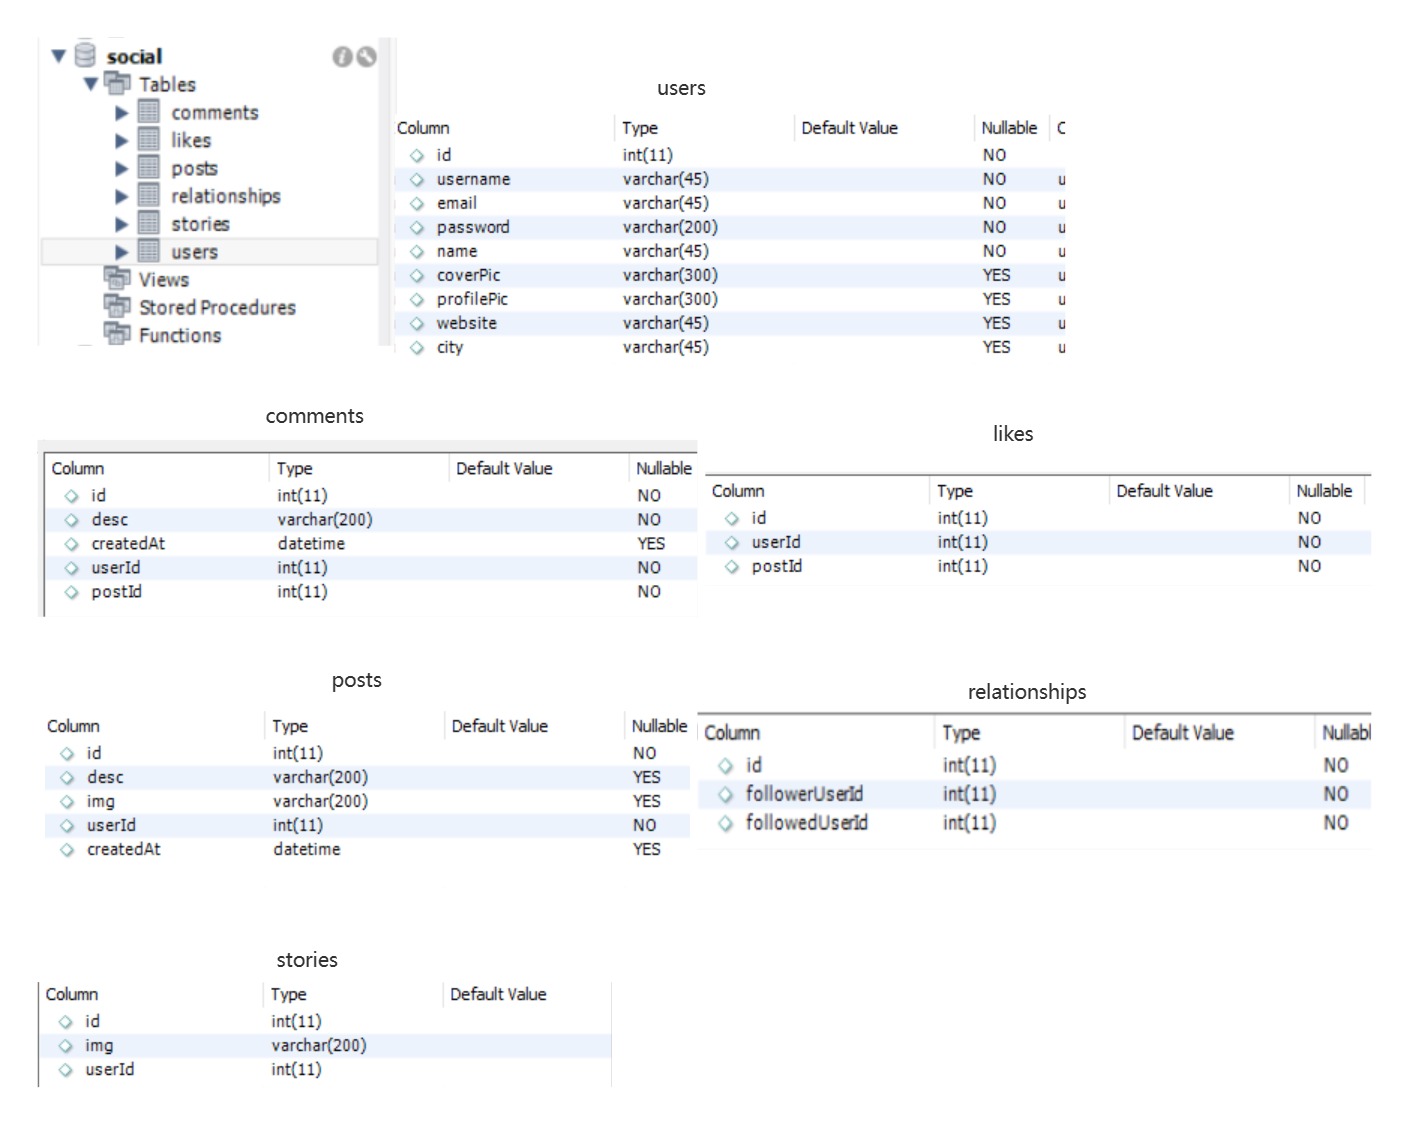 social
Tables
comments
likes
posts
relationships
stories
users
Views
Stored Procedures
Functions
users
Column Type Default Value Nullable C
id int(11) NO
username varchar(45) NO u
email varchar(45) NO u
password varchar(200) NO u
name varchar(45) NO u
coverPic varchar(300) YES u
profilePic varchar(300) YES u
website varchar(45) YES u
city varchar(45) YES u
comments
Column Type Default Value Nullable
id int(11) NO
desc varchar(200) NO
createdAt datetime YES
userId int(11) NO
postId int(11) NO
likes
Column Type Default Value Nullable
id int(11) NO
userId int(11) NO
postId int(11) NO
posts
Column Type Default Value Nullable
id int(11) NO
desc varchar(200) YES
img varchar(200) YES
userId int(11) NO
createdAt datetime YES
relationships
Column Type Default Value Nullabl
id int(11) NO
followerUserId int(11) NO
followedUserId int(11) NO
stories
Column Type Default Value
id int(11)
img varchar(200)
userId int(11)